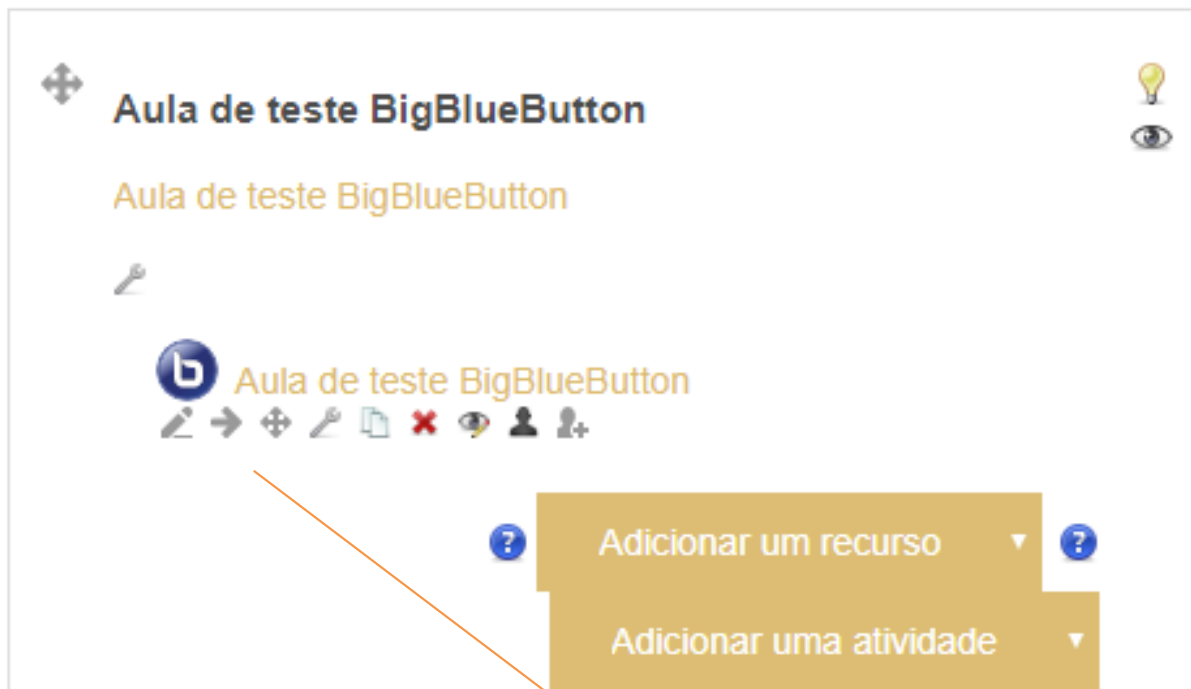 Aula de teste BigBlueButton
Aula de teste BigBlueButton
Aula de teste BigBlueButton
Adicionar um recurso
Adicionar uma atividade